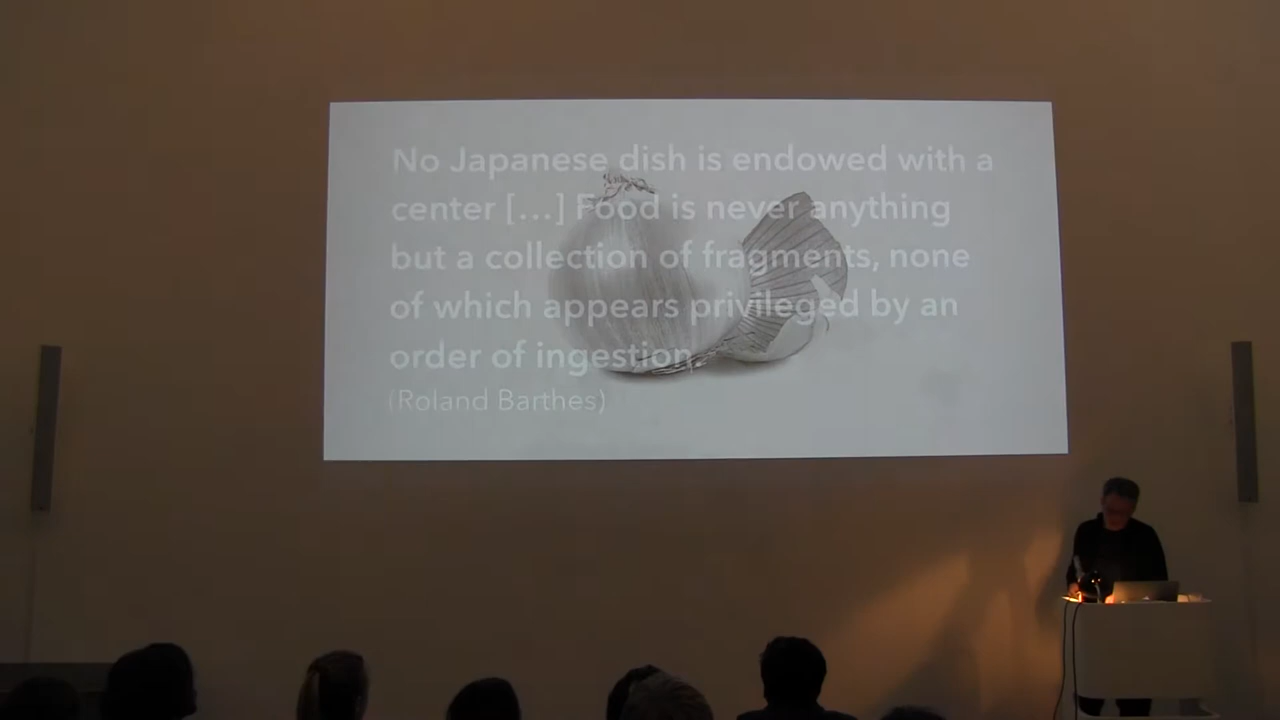 No Japanese dish is endowed with a
center [...] Food is never anything
but a collection of fragments, none
of which appears privileged by an
order of ingestion.
(Roland Barthes)